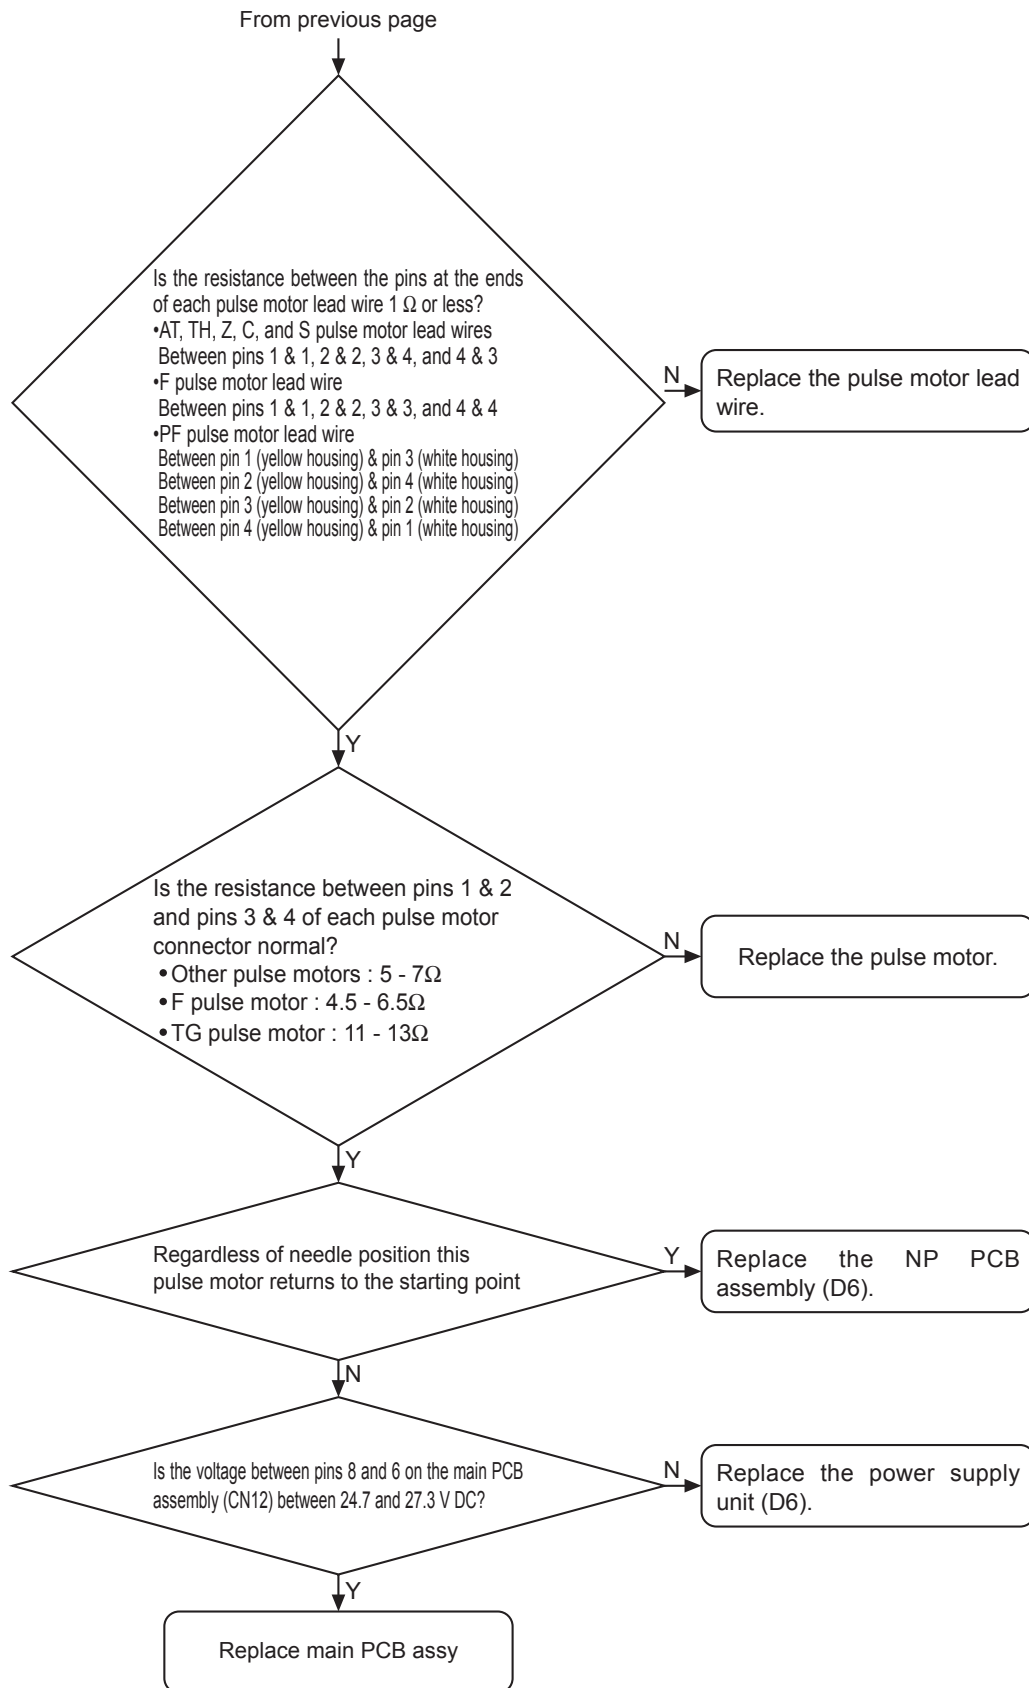 From previous page
Is the resistance between the pins at the ends
of each pulse motor lead wire 1 Ω or less?
•AT, TH, Z, C, and S pulse motor lead wires
Between pins 1 & 1, 2 & 2, 3 & 4, and 4 & 3
•F pulse motor lead wire
Between pins 1 & 1, 2 & 2, 3 & 3, and 4 & 4
•PF pulse motor lead wire
Between pin 1 (yellow housing) & pin 3 (white housing)
Between pin 2 (yellow housing) & pin 4 (white housing)
Between pin 3 (yellow housing) & pin 2 (white housing)
Between pin 4 (yellow housing) & pin 1 (white housing)
N
Replace the pulse motor lead
wire.
Y
Is the resistance between pins 1 & 2
and pins 3 & 4 of each pulse motor
connector normal?
• Other pulse motors : 5 - 7Ω
• F pulse motor : 4.5 - 6.5Ω
• TG pulse motor : 11 - 13Ω
N
Replace the pulse motor.
Y
Regardless of needle position this
pulse motor returns to the starting point
Y
Replace the NP PCB
assembly (D6).
N
Is the voltage between pins 8 and 6 on the main PCB
assembly (CN12) between 24.7 and 27.3 V DC?
N
Replace the power supply
unit (D6).
Y
Replace main PCB assy